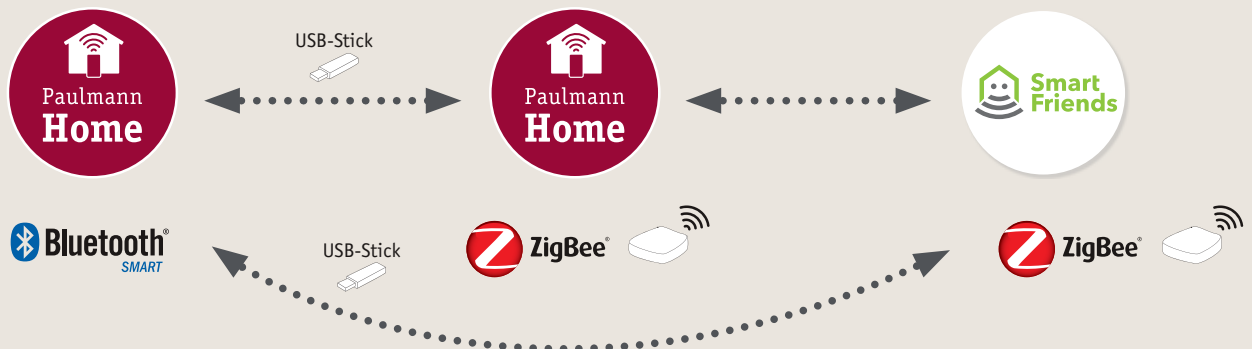 USB-Stick
Paulmann
Home
Paulmann
Home
Smart
Friends
Bluetooth®
SMART
USB-Stick
ZigBee®
ZigBee®